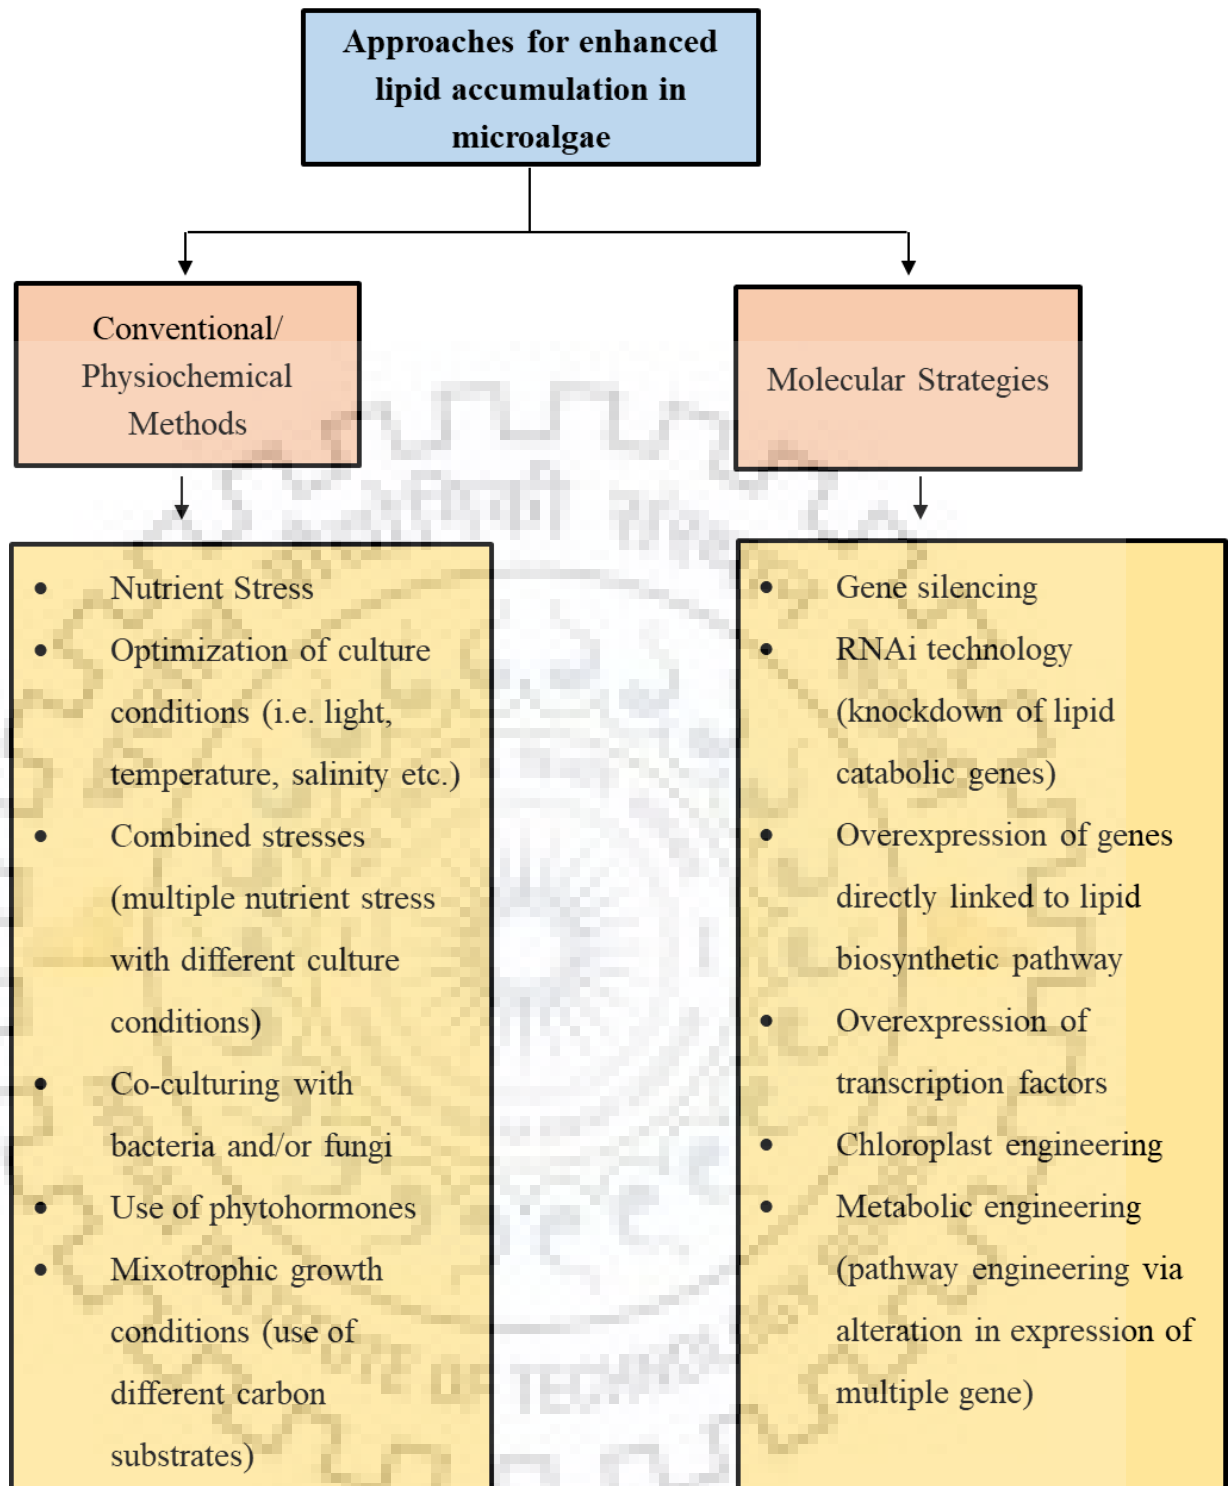 Approaches for enhanced
lipid accumulation in
microalgae
Conventional/
Physiochemical
Methods
Molecular Strategies
• Nutrient Stress
• Optimization of culture
conditions (i.e. light,
temperature, salinity etc.)
• Combined stresses
(multiple nutrient stress
with different culture
conditions)
• Co-culturing with
bacteria and/or fungi
• Use of phytohormones
• Mixotrophic growth
conditions (use of
different carbon
substrates)
• Gene silencing
• RNAi technology
(knockdown of lipid
catabolic genes)
• Overexpression of genes
directly linked to lipid
biosynthetic pathway
• Overexpression of
transcription factors
• Chloroplast engineering
• Metabolic engineering
(pathway engineering via
alteration in expression of
multiple gene)
OF TECHNOL